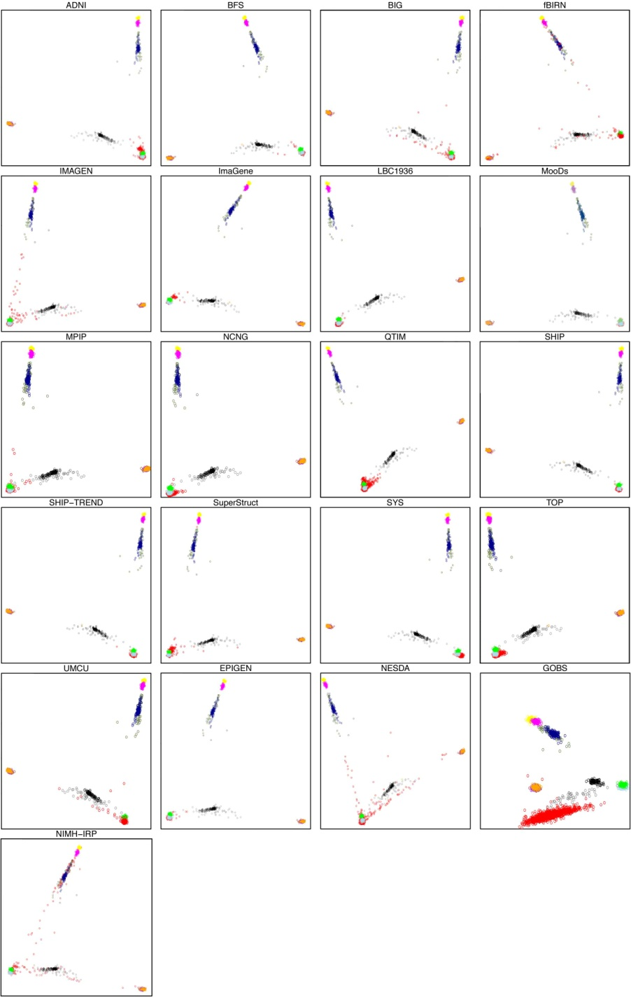 ADNI
BFS
BIG
fBIRN
IMAGEN
ImaGene
LBC1936
MooDs
MPIP
NCNG
QTIM
SHIP
SHIP−TREND
SuperStruct
SYS
TOP
UMCU
EPIGEN
NESDA
GOBS
NIMH−IRP